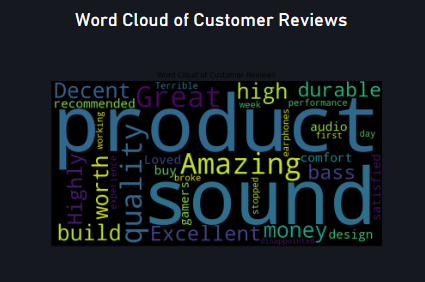 Word Cloud of Customer Reviews
Word Cloud of Customer Reviews
Decent Great Terrible high durable
recommended week performance
product
working earphones audio first day
Highly experience worth quality Loved Amazing comfort satisfied
buy broke bass
gamers stopped sound
build Excellent money design
disappointed